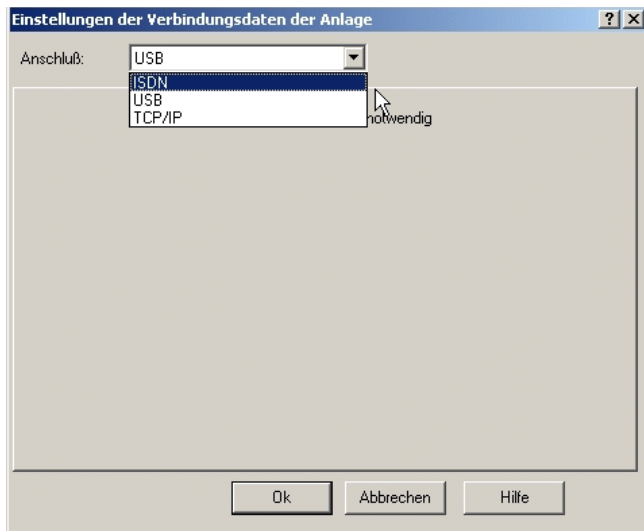 Einstellungen der Verbindungsdaten der Anlage
Anschluß: USB
ISDN
USB
TCP/IP
notwendig
Ok Abbrechen Hilfe